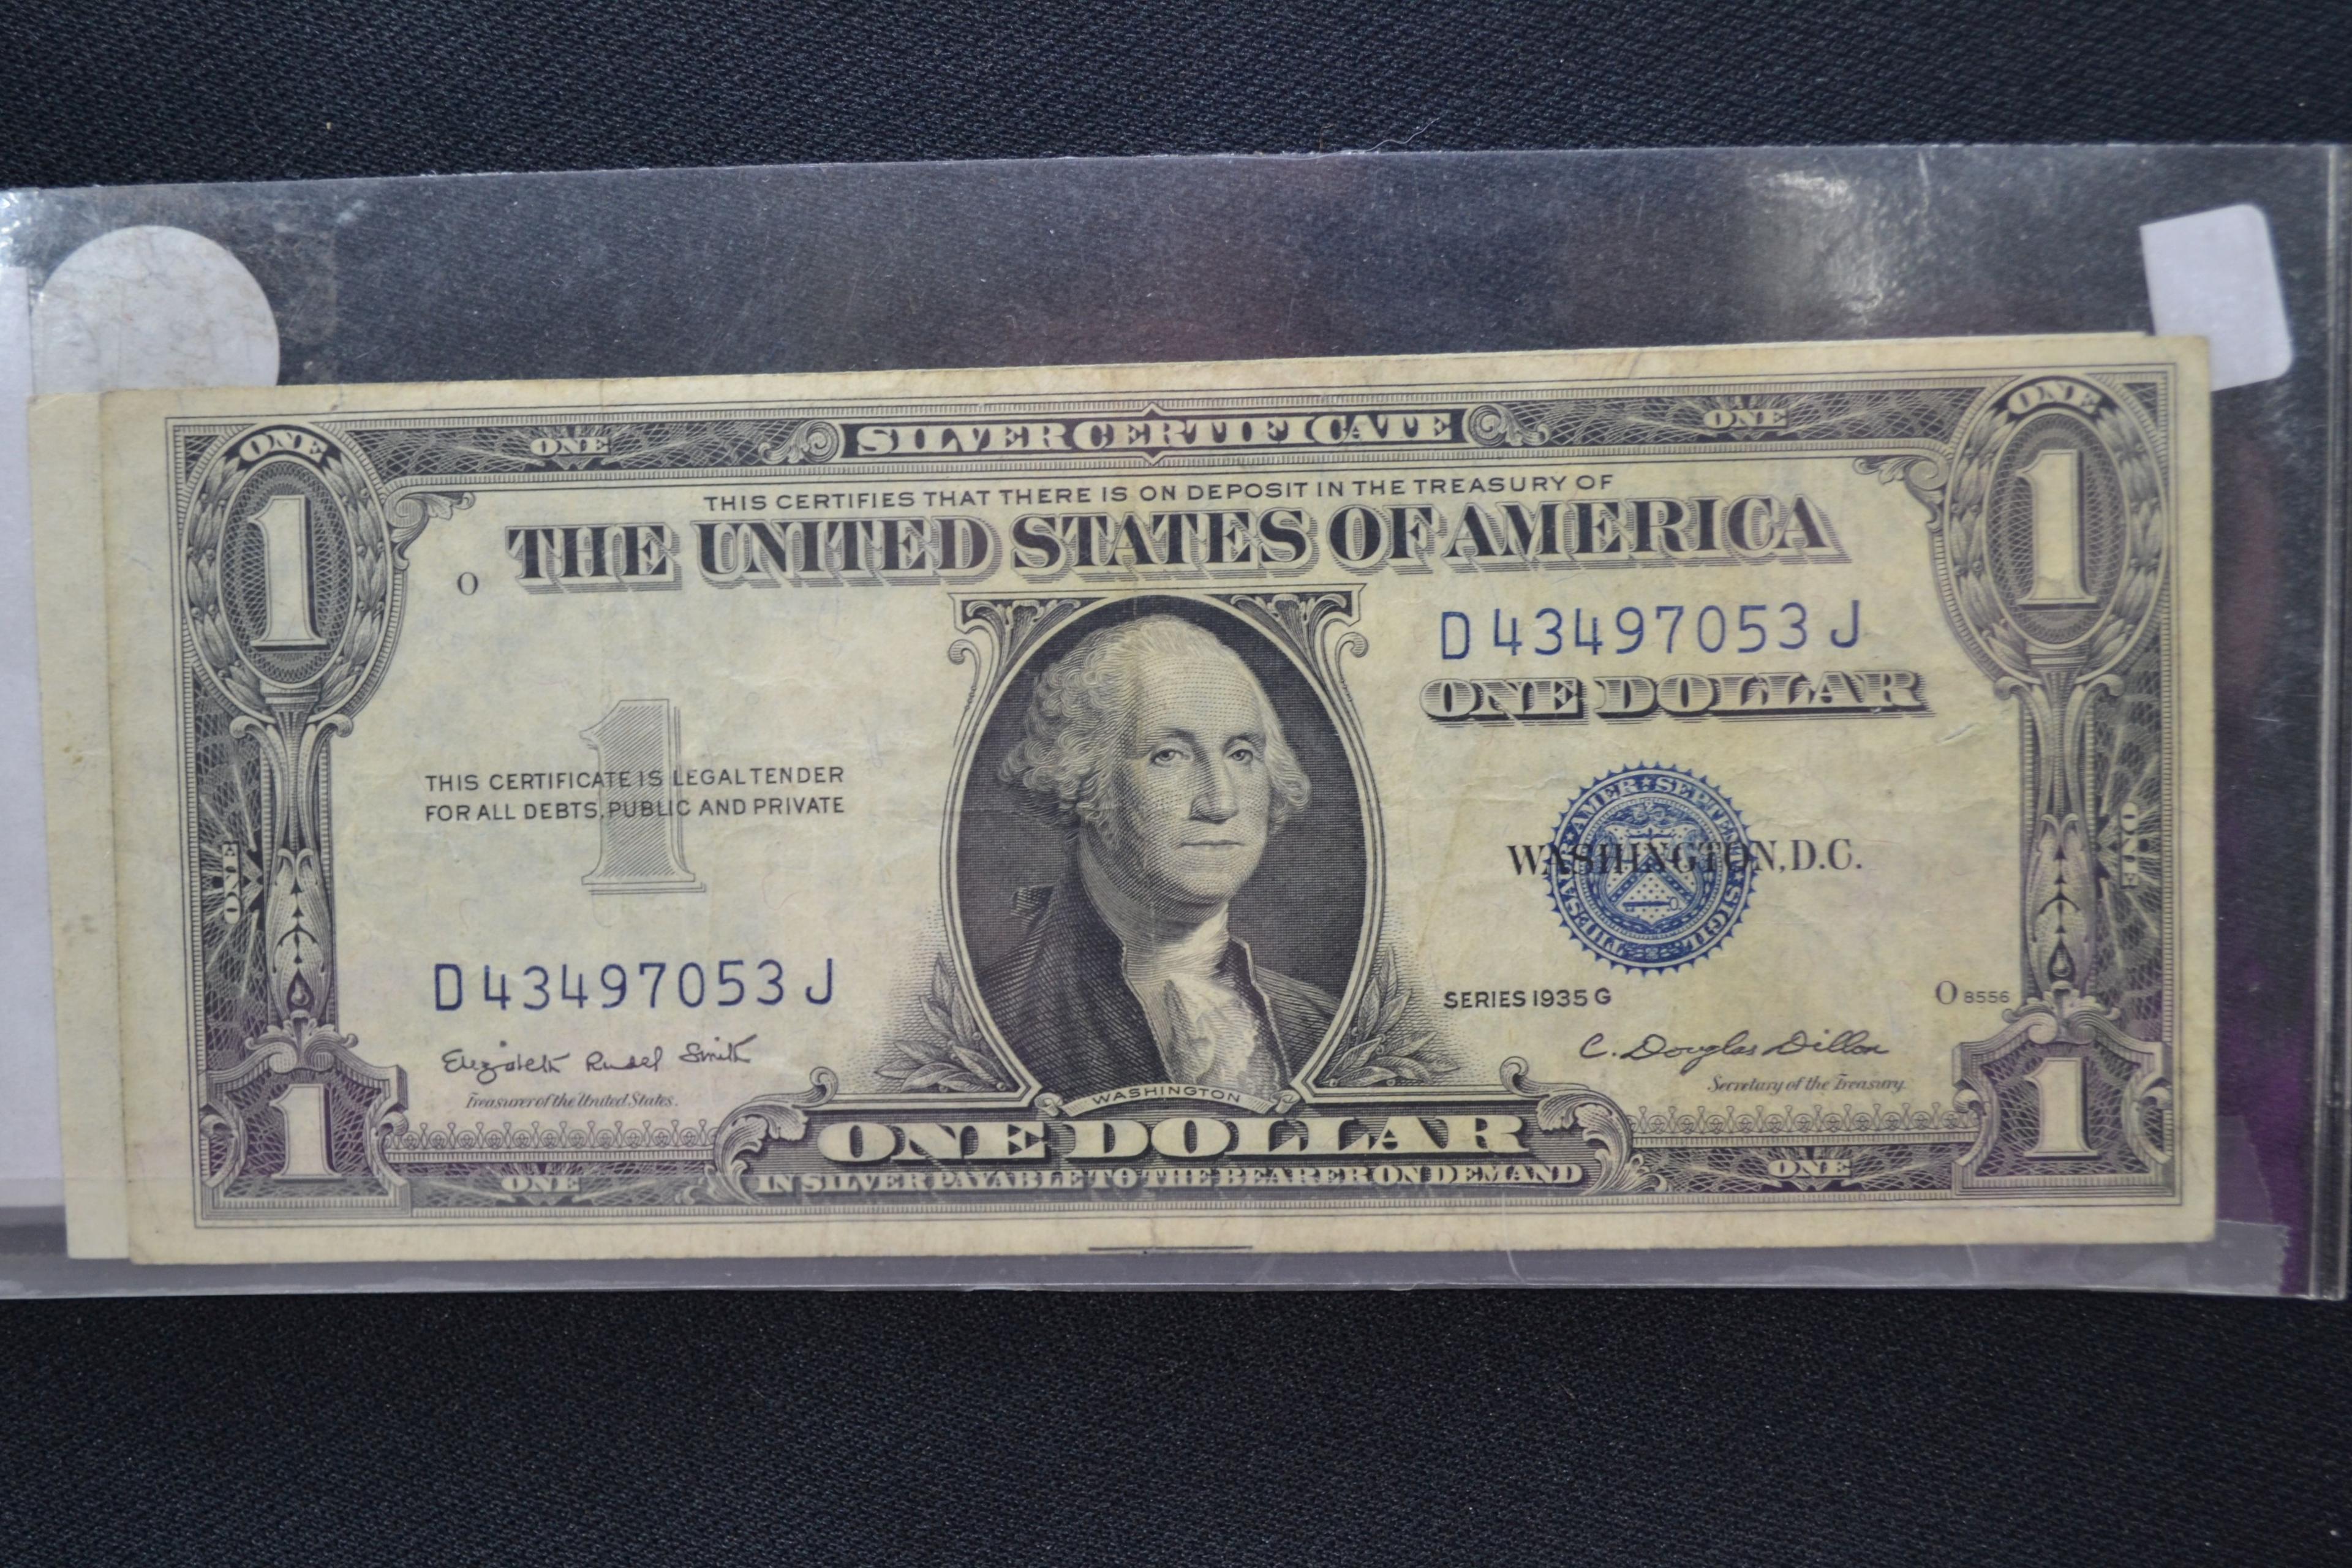 ONE
ONE
SILVER CERTIFICATE
ONE
ONE
1
1
THIS CERTIFIES THAT THERE IS ON DEPOSIT IN THE TREASURY OF
THE UNITED STATES OF AMERICA
O
D 43497053 J
ONE DOLLAR
1
THIS CERTIFICATE IS LEGAL TENDER
FOR ALL DEBTS, PUBLIC AND PRIVATE
WASHINGTON, D.C.
ONE
ONE
D 43497053 J
SERIES 1935 G
O 8556
Elizabeth Rudel Smith
Treasurer of the United States.
C. Douglas Dillon
Secretary of the Treasury.
WASHINGTON
1
1
ONE DOLLAR
IN SILVER PAYABLE TO THE BEARER ON DEMAND
ONE
ONE